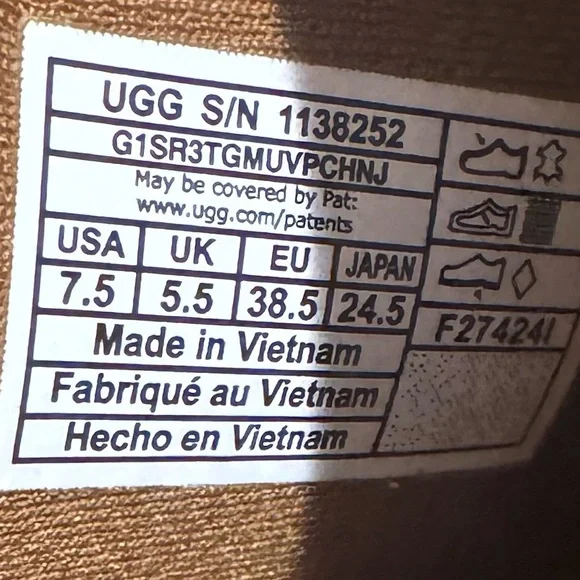 UGG S/N 1138252
G1SR3TGMUVPCHNJ
May be covered by Pat:
www.ugg.com/patents
USA UK EU JAPAN
7.5 5.5 38.5 24.5
F27424I
Made in Vietnam
Fabriqué au Vietnam
Hecho en Vietnam